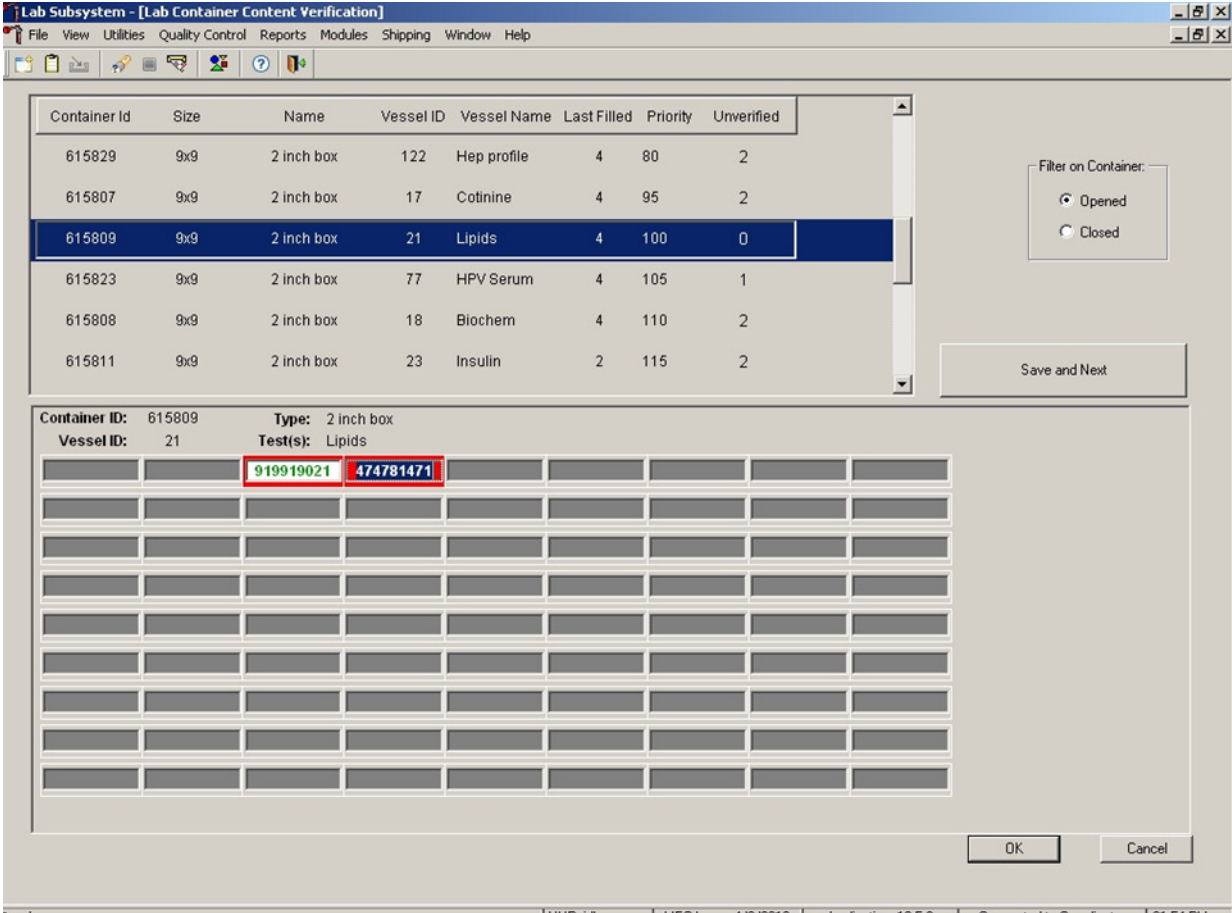 Lab Subsystem - [Lab Container Content Verification]
File View Utilities Quality Control Reports Modules Shipping Window Help
Container Id Size Name Vessel ID Vessel Name Last Filled Priority Unverified
615829 9x9 2 inch box 122 Hep profile 4 80 2
615807 9x9 2 inch box 17 Cotinine 4 95 2
615809 9x9 2 inch box 21 Lipids 4 100 0
615823 9x9 2 inch box 77 HPV Serum 4 105 1
615808 9x9 2 inch box 18 Biochem 4 110 2
615811 9x9 2 inch box 23 Insulin 2 115 2
Filter on Container:
Opened
Closed
Save and Next
Container ID: 615809 Type: 2 inch box
Vessel ID: 21 Test(s): Lipids
919919021 474781471
OK Cancel